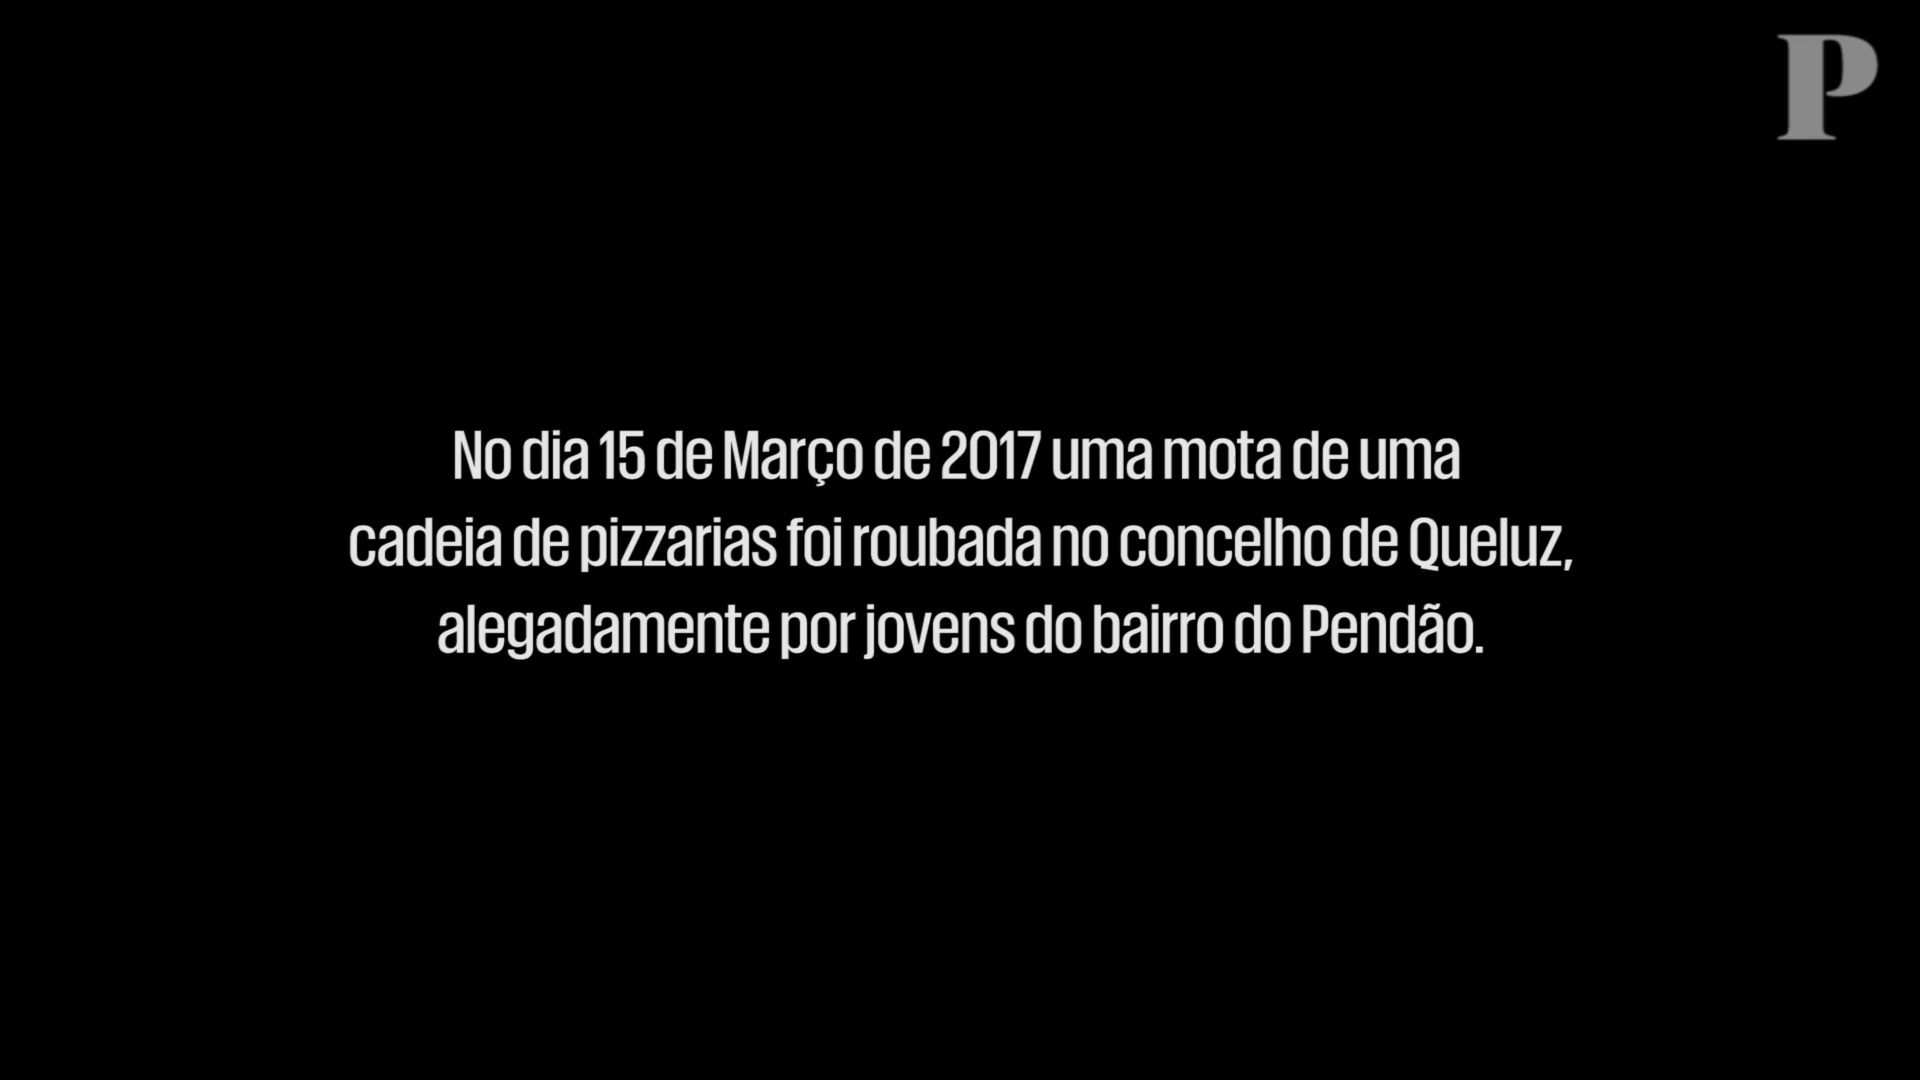 P
No dia 15 de Março de 2017 uma mota de uma
cadeia de pizzarias foi roubada no concelho de Queluz,
alegadamente por jovens do bairro do Pendão.